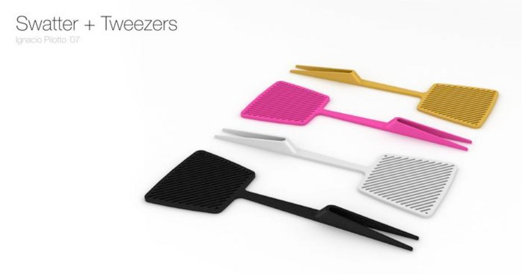 Swatter + Tweezers
Ignacio Pilotto '07'